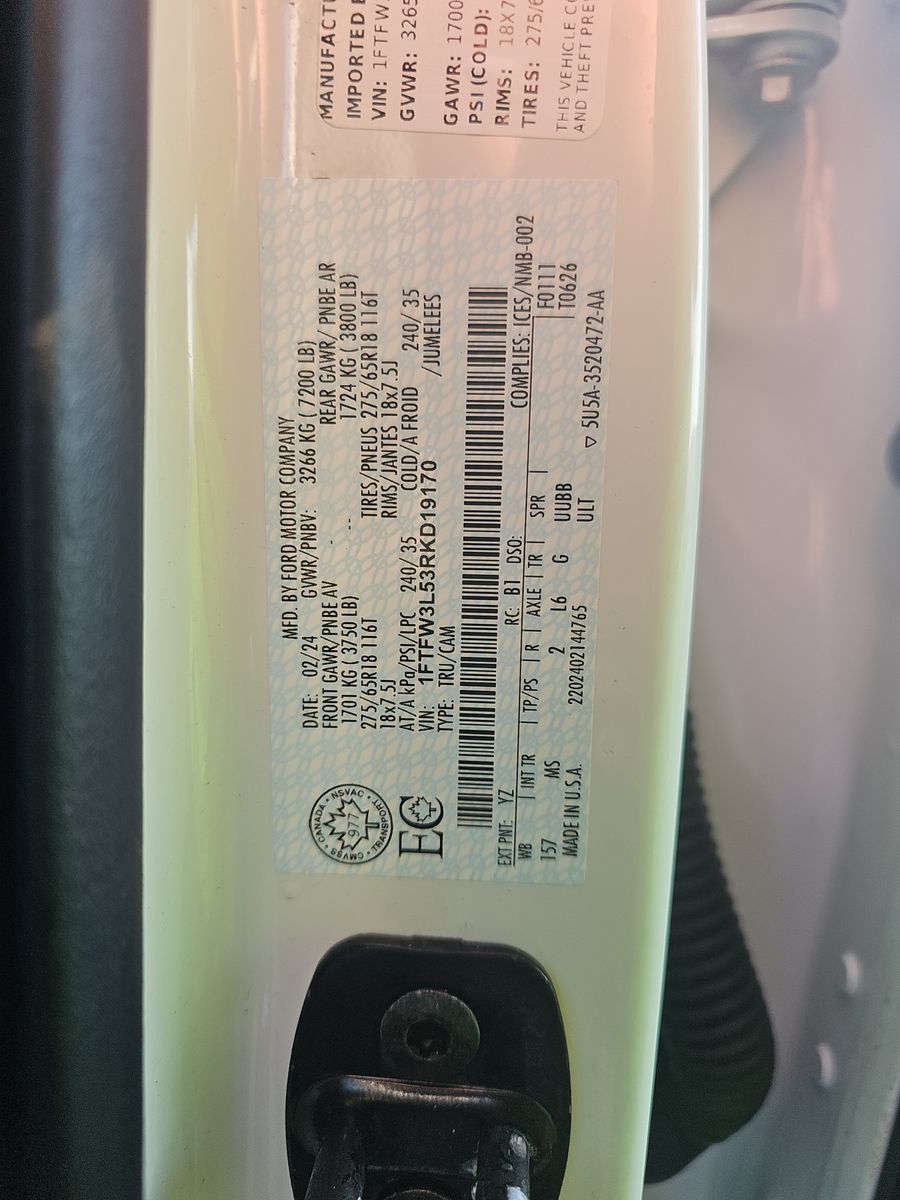 MANUFACT
IMPORTED
VIN: 1FTFW
GVWR: 3265
GAWR: 1700
PSI (COLD):
RIMS: 18X7
TIRES: 275/6
THIS VEHICLE
AND THEFT PRE
MFD. BY FORD MOTOR COMPANY
DATE: 02/24 GVWR/PNBV: 3266 KG ( 7200 LB)
FRONT GAWR/PNBE AV REAR GAWR/ PNBE AR
1701 KG ( 3750 LB) - -- 1724 KG ( 3800 LB)
275/65R18 116T TIRES/PNEUS 275/65R18 116T
18x7.5J RIMS/JANTES 18x7.5J
AT/A kPa/PSI/LPC 240/ 35 COLD/A FROID 240/ 35
VIN: 1FTFW3L53RKD19170 /JUMELEES
TYPE: TRU/CAM
CANADA • NSVAC • TRANSPORT • CMVSS •
977
EC
EXT PNT: YZ RC: B1 DSO: COMPLIES: ICES/NMB-002
WB | INT TR | TP/PS | R | AXLE | TR | SPR | F0111
157 MS 2 L6 G UUBB T0626
MADE IN U.S.A. 2202402144765 ULT ▽ 5U5A-3520472-AA